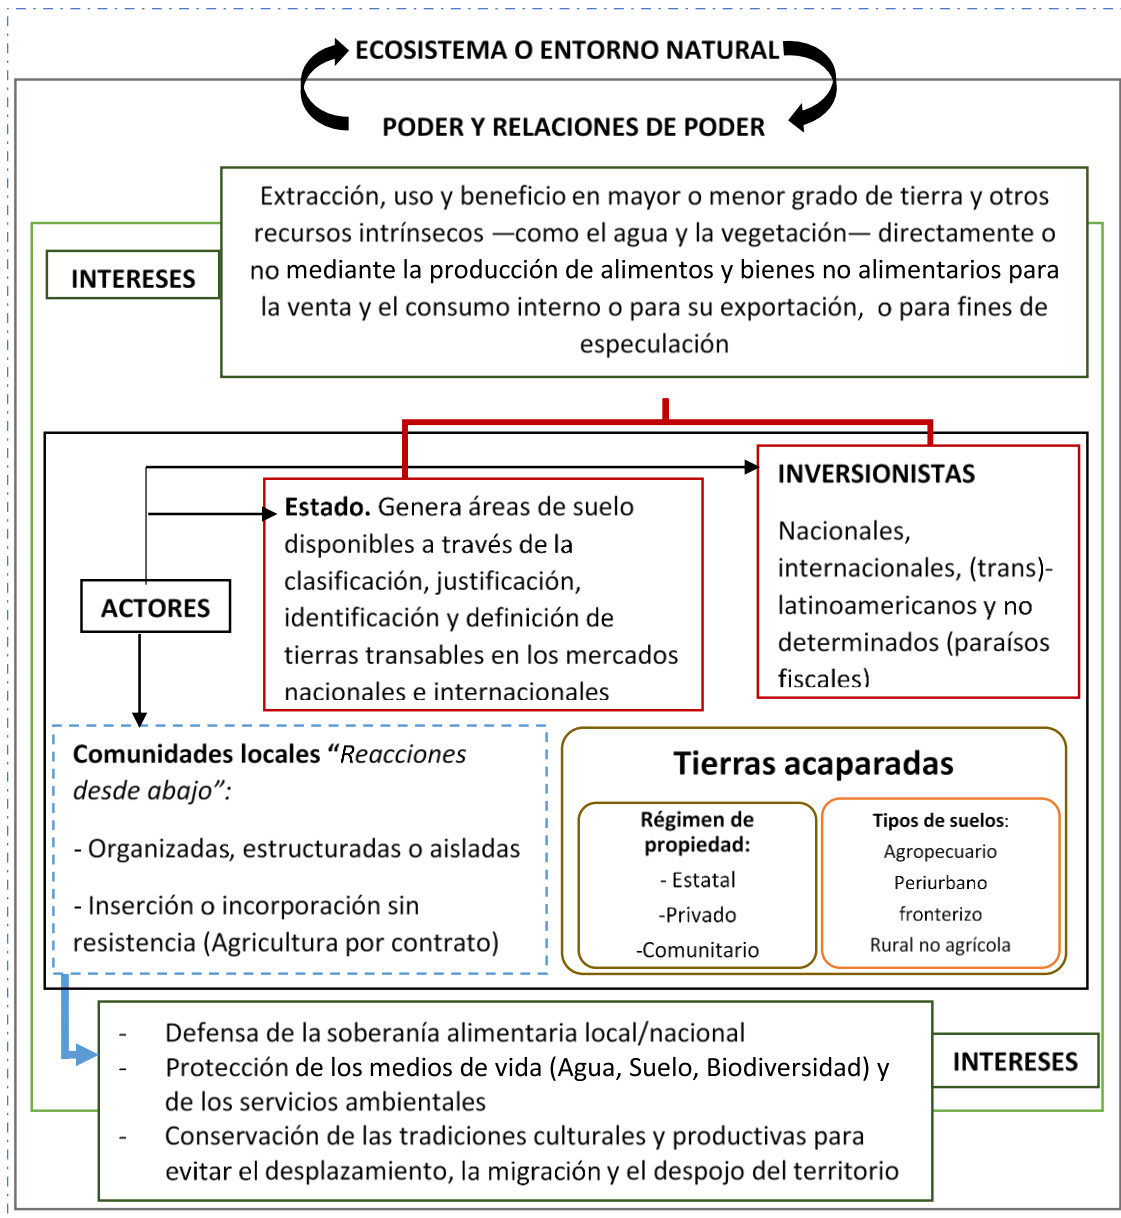 ECOSISTEMA O ENTORNO NATURAL
PODER Y RELACIONES DE PODER
Extracción, uso y beneficio en mayor o menor grado de tierra y otros
recursos intrínsecos —como el agua y la vegetación— directamente o
no mediante la producción de alimentos y bienes no alimentarios para
la venta y el consumo interno o para su exportación, o para fines de
especulación
INTERESES
INVERSIONISTAS
Nacionales,
internacionales, (trans)-
latinoamericanos y no
determinados (paraísos
fiscales)
Estado. Genera áreas de suelo
disponibles a través de la
clasificación, justificación,
identificación y definición de
tierras transables en los mercados
nacionales e internacionales
ACTORES
Comunidades locales “Reacciones
desde abajo”:
- Organizadas, estructuradas o aisladas
- Inserción o incorporación sin
resistencia (Agricultura por contrato)
Tierras acaparadas
Régimen de
propiedad:
- Estatal
-Privado
-Comunitario
Tipos de suelos:
Agropecuario
Periurbano
fronterizo
Rural no agrícola
- Defensa de la soberanía alimentaria local/nacional
- Protección de los medios de vida (Agua, Suelo, Biodiversidad) y
de los servicios ambientales
- Conservación de las tradiciones culturales y productivas para
evitar el desplazamiento, la migración y el despojo del territorio
INTERESES